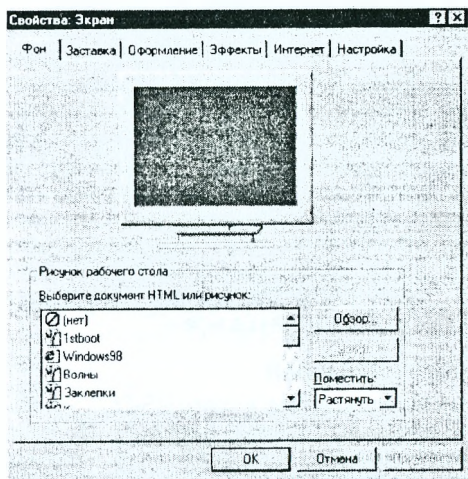 Свойства: Экран
Фон Заставка Оформление Эффекты Интернет Настройка
Рисунок рабочего стола
Выберите документ HTML или рисунок:
(нет)
1stboot
Windows98
Волны
Заклепки
Обзор...
Поместить:
Растянуть
OK Отмена